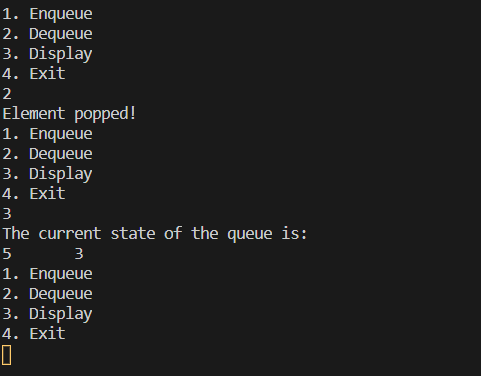 1. Enqueue
2. Dequeue
3. Display
4. Exit
2
Element popped!
1. Enqueue
2. Dequeue
3. Display
4. Exit
3
The current state of the queue is:
5       3
1. Enqueue
2. Dequeue
3. Display
4. Exit